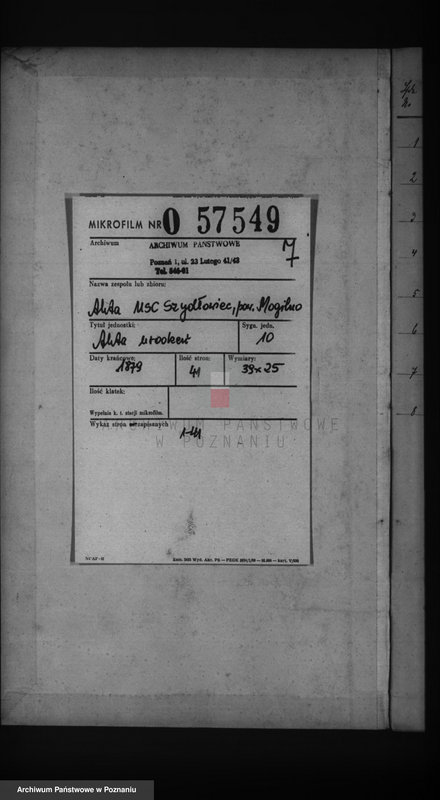 MIKROFILM NR O 57549
Archiwum
ARCHIWUM PAŃSTWOWE
Poznań 1, ul. 23 Lutego 41/43
Tel. 546-01
7
Nazwa zespołu lub zbioru:
Akta USC Szydłowiec, pow. Mogilno
Tytuł jednostki:
Sygn. jedn.
Akta urodzeń
10
Daty krańcowe:
Ilość stron:
Wymiary:
1879
41
39x25
Ilość klatek:
Wypełnia k. t. stacji mikrofilm.
Wykaz stron niezapisanych
1-41
ARCHIWUM PAŃSTWOWE
W POZNANIU
1
2
3
4
5
6
7
8
Archiwum Państwowe w Poznaniu